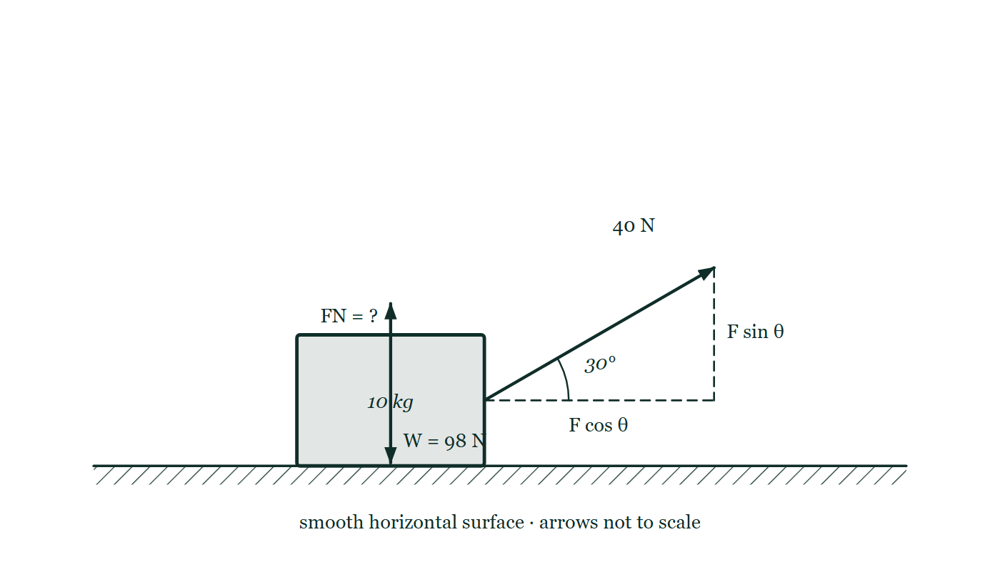 40 N
FN = ?
F sin θ
30°
10 kg
F cos θ
W = 98 N
smooth horizontal surface · arrows not to scale